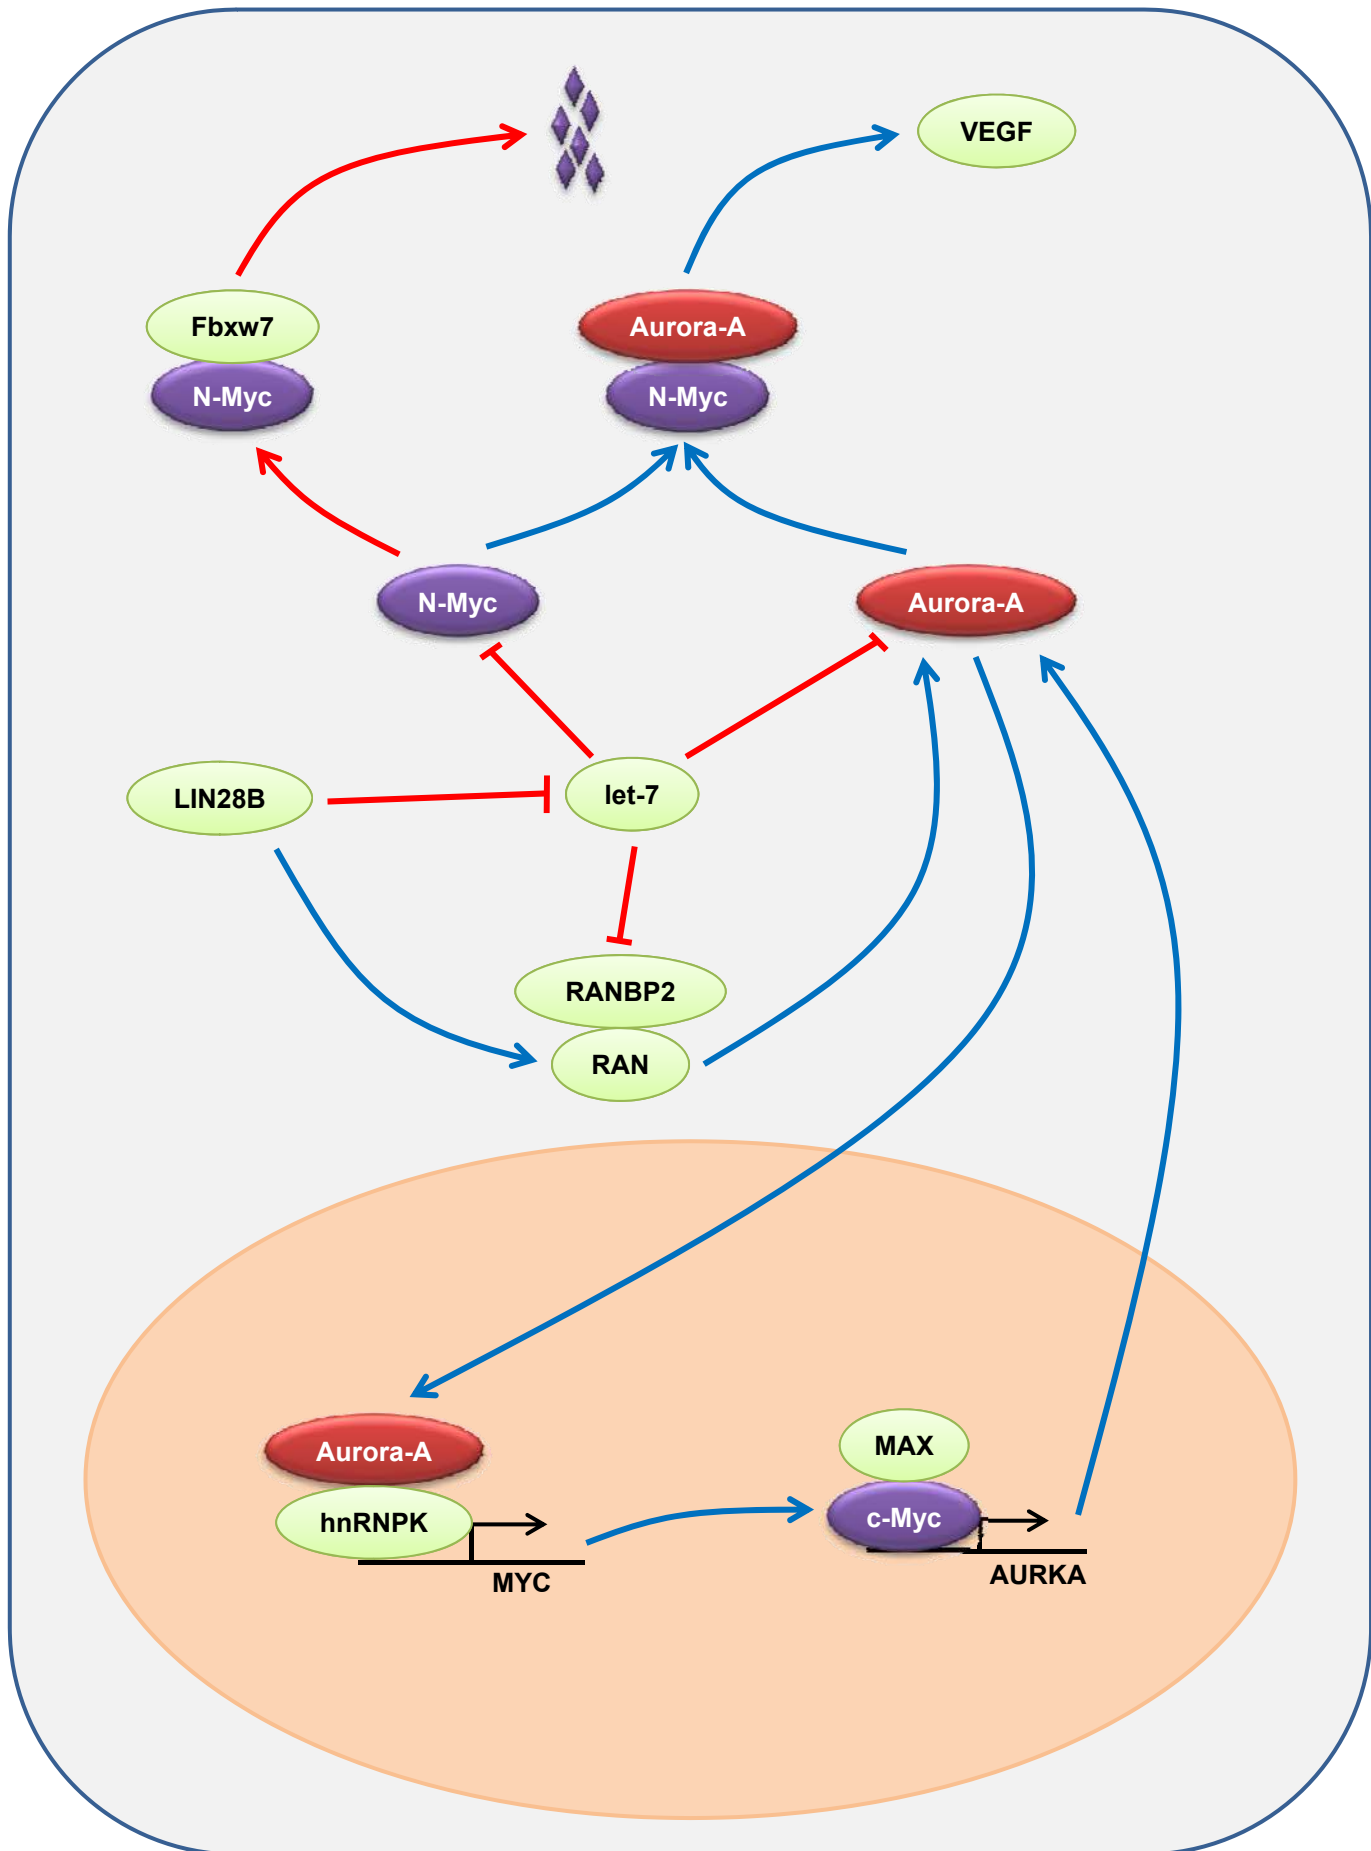 VEGF
Fbxw7
Aurora-A
N-Myc
N-Myc
N-Myc
Aurora-A
LIN28B
let-7
RANBP2
RAN
Aurora-A
MAX
hnRNPK
c-Myc
MYC
AURKA